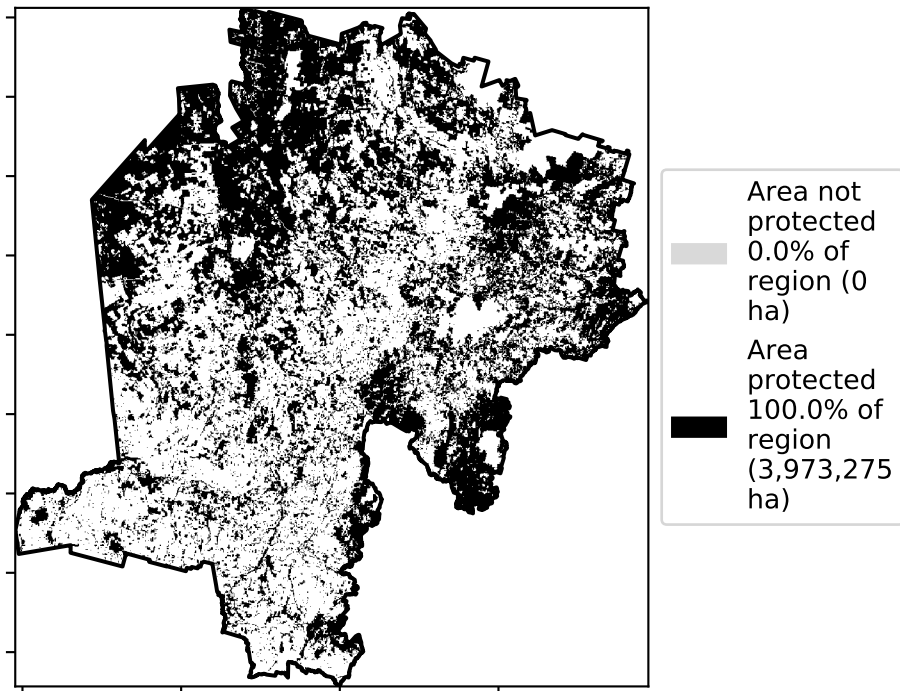 Area not
protected
0.0% of
region (0
ha)
Area
protected
100.0% of
region
(3,973,275
ha)